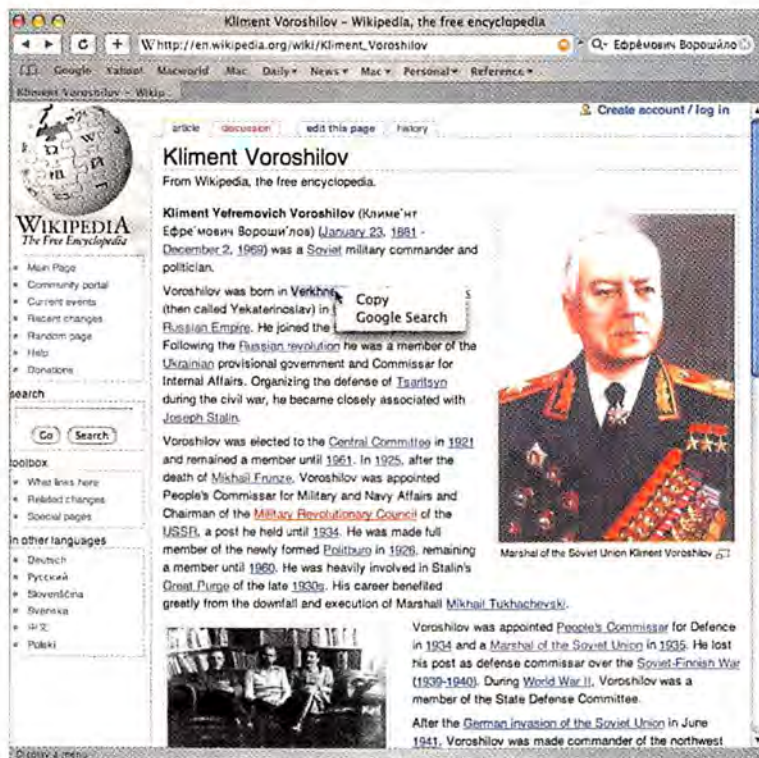 Kliment Voroshilov – Wikipedia, the free encyclopedia
http://en.wikipedia.org/wiki/Kliment_Voroshilov
Ефре́мович Вороши́ло
Google Yahoo! Macworld Mac Daily News Mac Personal Reference
Kliment Voroshilov – Wikip...
Create account / log in
article discussion edit this page history
Kliment Voroshilov
From Wikipedia, the free encyclopedia.
WIKIPEDIA
The Free Encyclopedia
Main Page
Community portal
Current events
Recent changes
Random page
Help
Donations
search
Go Search
toolbox
What links here
Related changes
Special pages
in other languages
Deutsch
Русский
Slovenščina
Svenska
中文
Polski
Kliment Yefremovich Voroshilov (Климе´нт
Ефре´мович Вороши´лов) (January 23, 1881 -
December 2, 1969) was a Soviet military commander and
politician.
Voroshilov was born in Verkhne
(then called Yekaterinoslav) in
Russian Empire. He joined the
Copy
Google Search
Following the Russian revolution he was a member of the
Ukrainian provisional government and Commissar for
Internal Affairs. Organizing the defense of Tsaritsyn
during the civil war, he became closely associated with
Joseph Stalin.
Voroshilov was elected to the Central Committee in 1921
and remained a member until 1961. In 1925, after the
death of Mikhail Frunze, Voroshilov was appointed
People's Commissar for Military and Navy Affairs and
Chairman of the Military Revolutionary Council of the
USSR, a post he held until 1934. He was made full
member of the newly formed Politburo in 1926, remaining
a member until 1960. He was heavily involved in Stalin's
Great Purge of the late 1930s. His career benefited
greatly from the downfall and execution of Marshall Mikhail Tukhachevski.
Marshal of the Soviet Union Kliment Voroshilov
Voroshilov was appointed People's Commissar for Defence
in 1934 and a Marshal of the Soviet Union in 1935. He lost
his post as defense commissar over the Soviet-Finnish War
(1939-1940). During World War II, Voroshilov was a
member of the State Defense Committee.
After the German invasion of the Soviet Union in June
1941, Voroshilov was made commander of the northwest
Display a menu